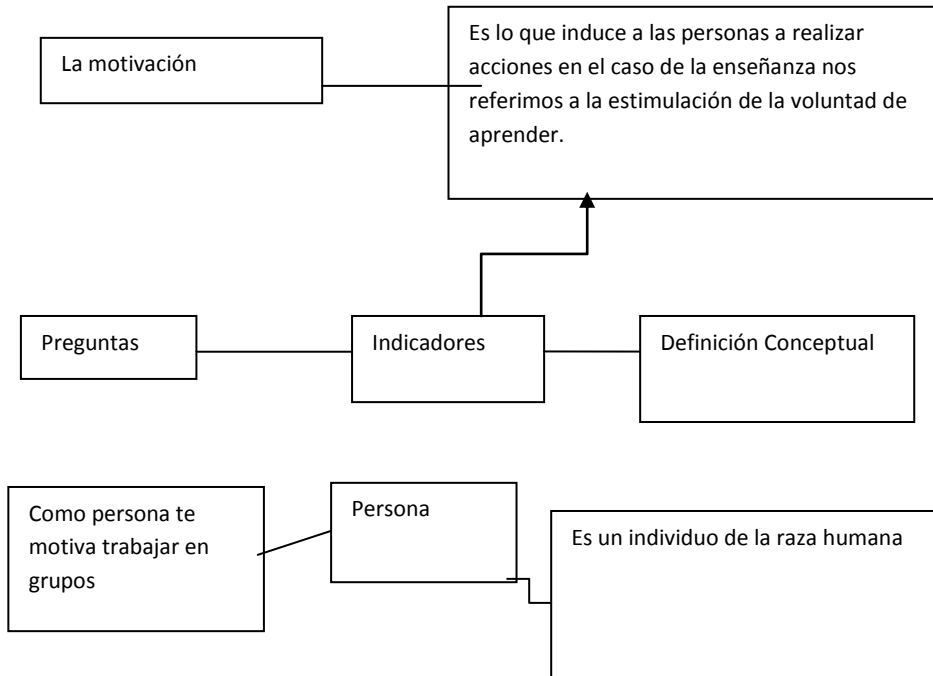 La motivación
Es lo que induce a las personas a realizar
acciones en el caso de la enseñanza nos
referimos a la estimulación de la voluntad de
aprender.
Preguntas
Indicadores
Definición Conceptual
Como persona te
motiva trabajar en
grupos
Persona
Es un individuo de la raza humana